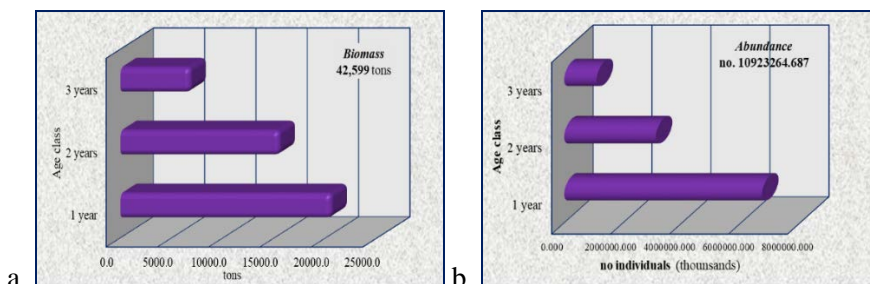 Biomass
42,599 tons
3 years
2 years
1 year
Age class
0.0 5000.0 10000.0 15000.0 20000.0 25000.0
tons
a
Abundance
no. 10923264.687
3 years
2 years
1 year
Age class
0.000 2000000.000 4000000.000 6000000.000 8000000.000
no individuals (thounsands)
b